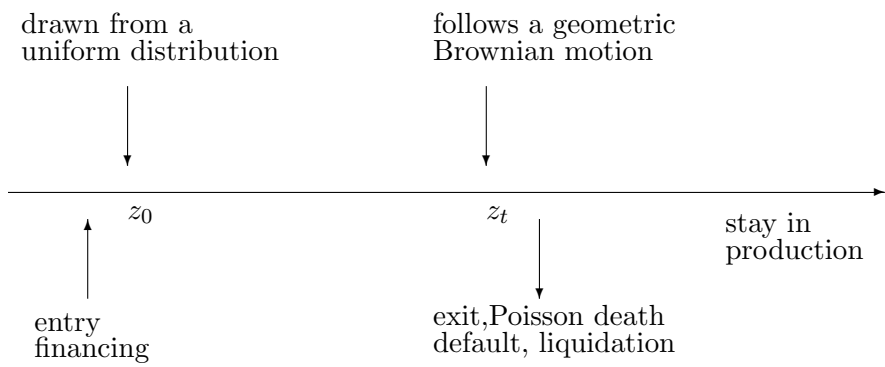 drawn from a
uniform distribution
follows a geometric
Brownian motion
z₀
zₜ
stay in
production
entry
financing
exit,Poisson death
default, liquidation